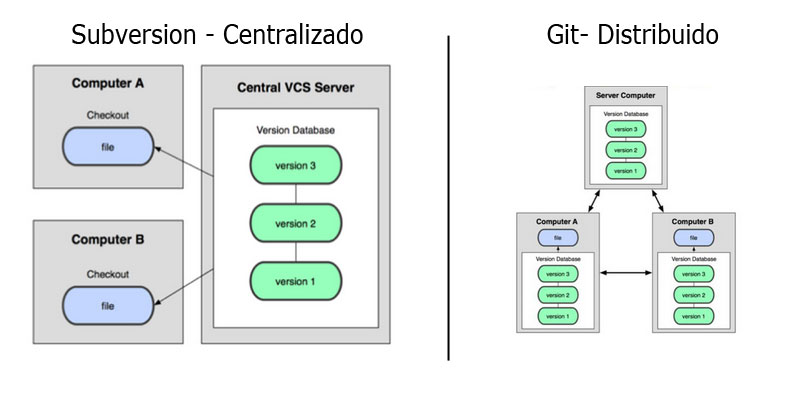 Subversion - Centralizado
Computer A
Checkout
file
Computer B
Checkout
file
Central VCS Server
Version Database
version 3
version 2
version 1
Git- Distribuido
Server Computer
Version Database
version 3
version 2
version 1
Computer A
file
Version Database
version 3
version 2
version 1
Computer B
file
Version Database
version 3
version 2
version 1